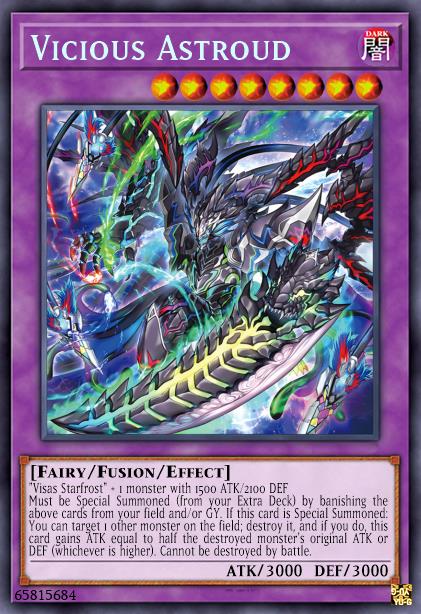 Vicious Astroud
DARK
闇
[Fairy/Fusion/Effect]
"Visas Starfrost" + 1 monster with 1500 ATK/2100 DEF
Must be Special Summoned (from your Extra Deck) by banishing the
above cards from your field and/or GY. If this card is Special Summoned:
You can target 1 other monster on the field; destroy it, and if you do, this
card gains ATK equal to half the destroyed monster's original ATK or
DEF (whichever is higher). Cannot be destroyed by battle.
ATK/3000 DEF/3000
65815684